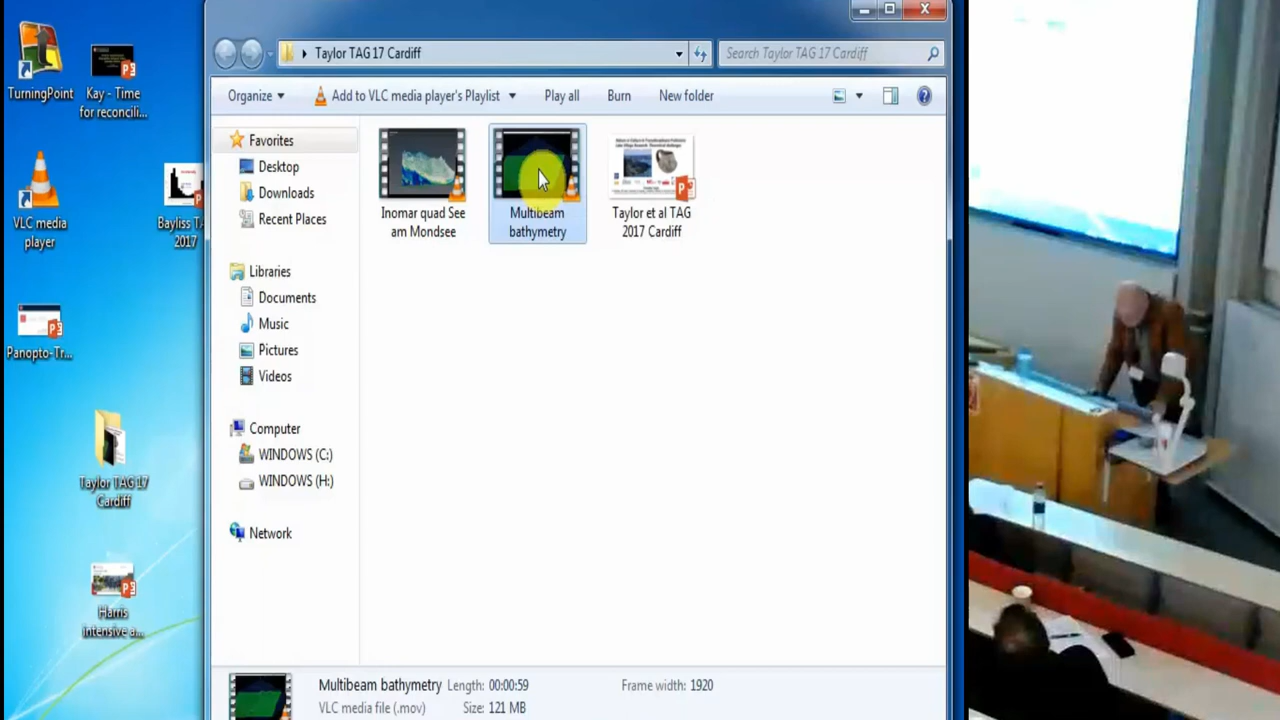 TurningPoint
Kay - Time
for reconcili...
VLC media
player
Bayliss T
2017
Panopto-Tr...
Taylor TAG 17
Cardiff
Harris
intensive a...
Taylor TAG 17 Cardiff
Search Taylor TAG 17 Cardiff
Organize
Add to VLC media player's Playlist
Play all
Burn
New folder
Favorites
Desktop
Downloads
Recent Places
Libraries
Documents
Music
Pictures
Videos
Computer
WINDOWS (C:)
WINDOWS (H:)
Network
Inomar quad See
am Mondsee
Multibeam
bathymetry
Taylor et al TAG
2017 Cardiff
Multibeam bathymetry
Length: 00:00:59
Frame width: 1920
VLC media file (.mov)
Size: 121 MB